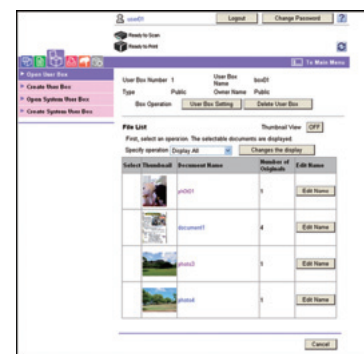 user01
Logout
Change Password
?
Ready to Scan
Ready to Print
To Main Menu
Open User Box
Create User Box
Open System User Box
Create System User Box
User Box Number 1
User Box Name box01
Type Public
Owner Name Public
Box Operation
User Box Setting
Delete User Box
File List
Thumbnail View OFF
First, select an operation. The selectable documents are displayed.
Specify operation Display All
Changes the display
Select Thumbnail Document Name Number of Originals Edit Name
1 Edit Name
document1 4 Edit Name
photo2 1 Edit Name
photo4 1 Edit Name
Cancel